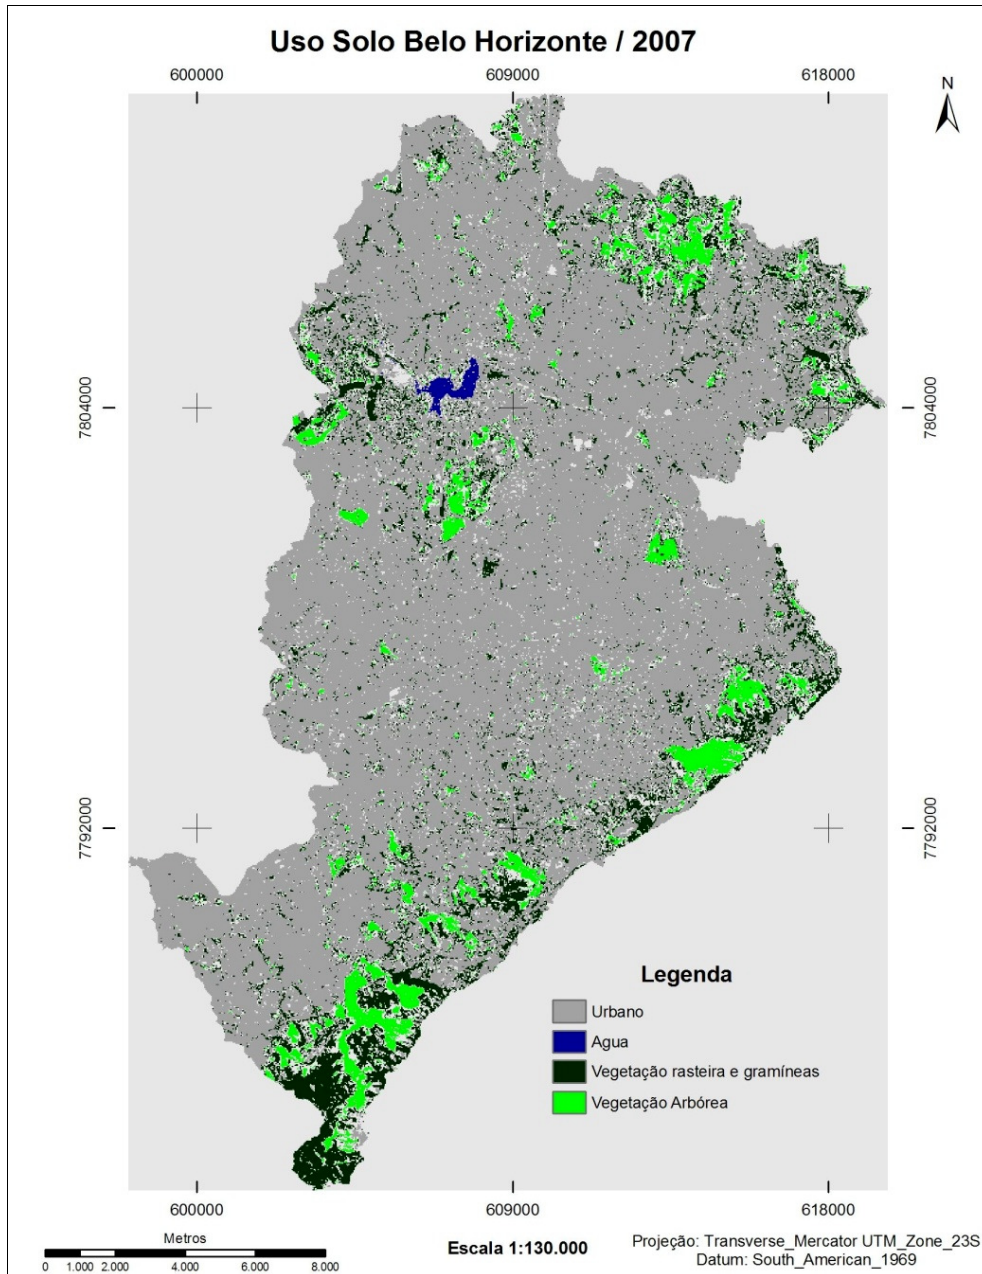 Uso Solo Belo Horizonte / 2007
600000 609000 618000
N
7804000 7804000
7792000 7792000
Legenda
Urbano
Agua
Vegetação rasteira e gramíneas
Vegetação Arbórea
600000 609000 618000
Metros
0 1.000 2.000 4.000 6.000 8.000
Escala 1:130.000
Projeção: Transverse_Mercator UTM_Zone_23S
Datum: South_American_1969